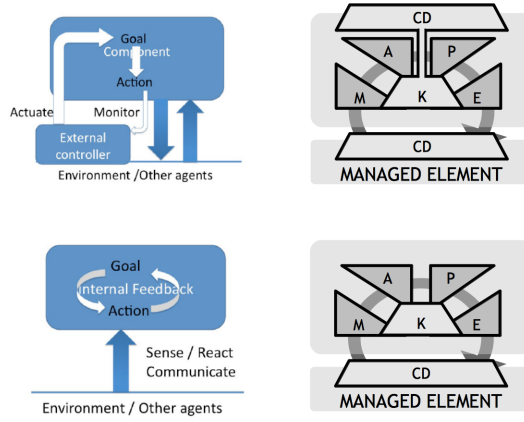 Goal
Component
Action
Actuate
Monitor
External
controller
Environment /Other agents
CD
A
P
M
K
E
CD
MANAGED ELEMENT
Goal
Internal Feedback
Action
Sense / React
Communicate
Environment / Other agents
A
P
M
K
E
CD
MANAGED ELEMENT